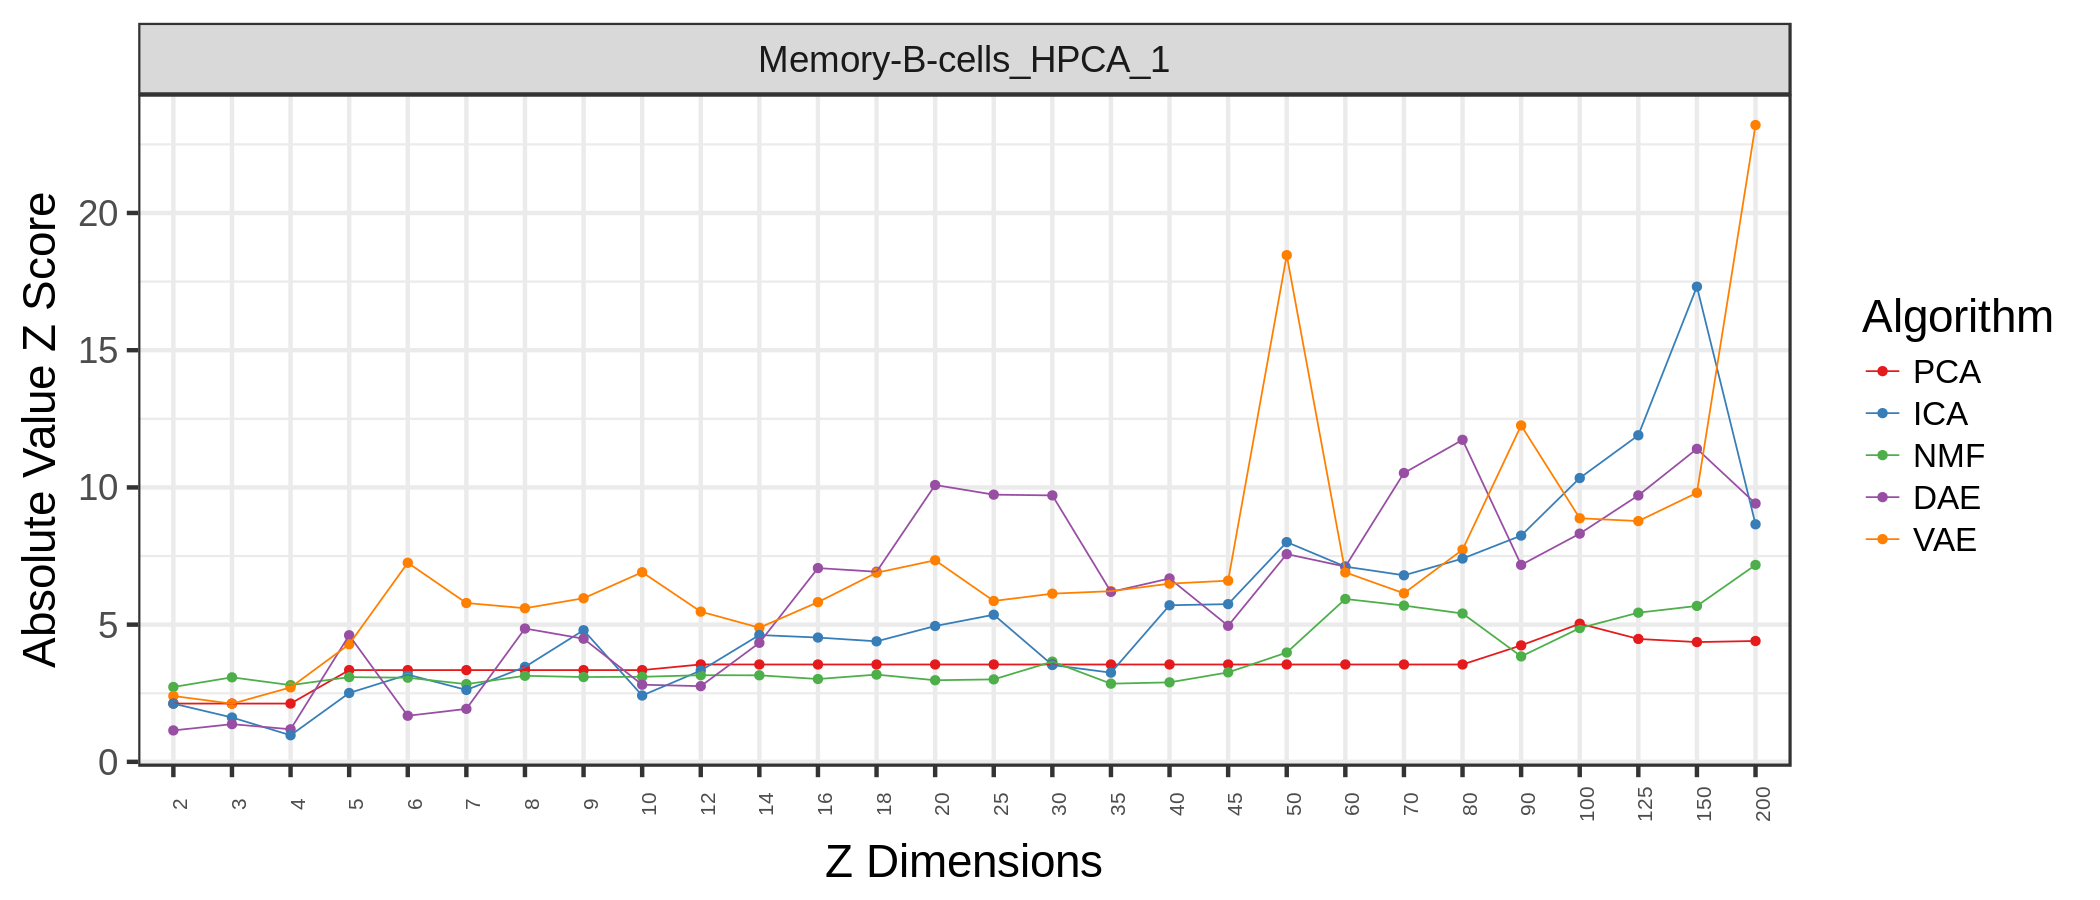 Memory-B-cells_HPCA_1
Absolute Value Z Score
20
15
10
5
0
2 3 4 5 6 7 8 9 10 12 14 16 18 20 25 30 35 40 45 50 60 70 80 90 100 125 150 200
Z Dimensions
Algorithm
PCA
ICA
NMF
DAE
VAE